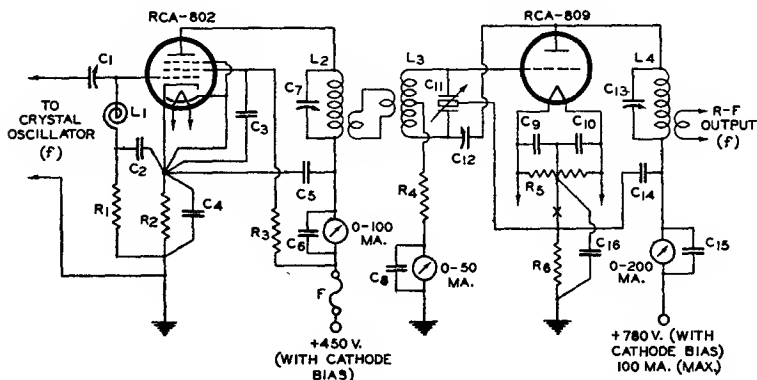 RCA-802
RCA-809
C1
L2
L3
L4
C7
C11
C13
TO
CRYSTAL
OSCILLATOR
(f)
L1
C3
R-F
OUTPUT
(f)
C9
C10
C2
C12
C5
R4
R5
C14
R1
R2
C4
C6
0-100
MA.
R3
C8
0-50
MA.
X
R6
C16
0-200
MA.
C15
F
+450 V.
(WITH CATHODE
BIAS)
+780 V. (WITH
CATHODE BIAS)
100 MA. (MAX.)